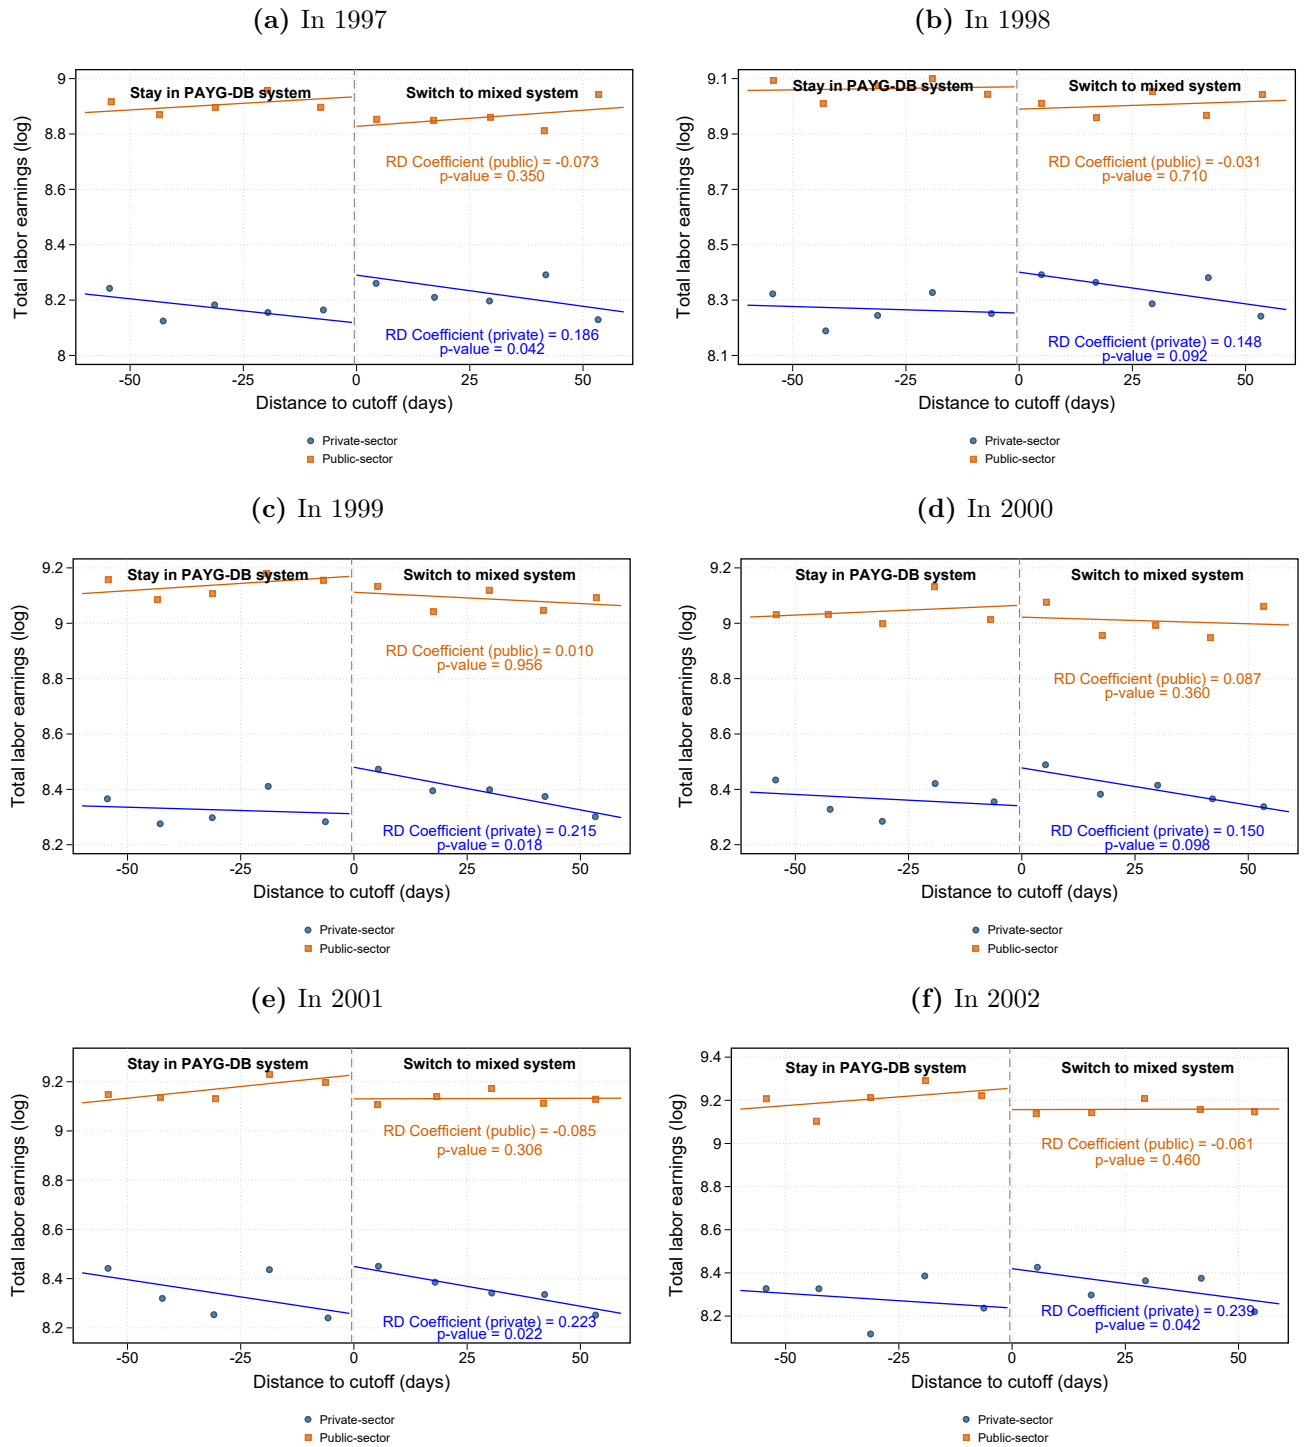 (a) In 1997
Total labor earnings (log)
9
8.8
8.6
8.4
8.2
8
Stay in PAYG-DB system
Switch to mixed system
RD Coefficient (public) = -0.073
p-value = 0.350
RD Coefficient (private) = 0.186
p-value = 0.042
-50
-25
0
25
50
Distance to cutoff (days)
Private-sector
Public-sector
(b) In 1998
Total labor earnings (log)
9.1
8.9
8.7
8.5
8.3
8.1
Stay in PAYG-DB system
Switch to mixed system
RD Coefficient (public) = -0.031
p-value = 0.710
RD Coefficient (private) = 0.148
p-value = 0.092
-50
-25
0
25
50
Distance to cutoff (days)
Private-sector
Public-sector
(c) In 1999
Total labor earnings (log)
9.2
9
8.8
8.6
8.4
8.2
Stay in PAYG-DB system
Switch to mixed system
RD Coefficient (public) = 0.010
p-value = 0.956
RD Coefficient (private) = 0.215
p-value = 0.018
-50
-25
0
25
50
Distance to cutoff (days)
Private-sector
Public-sector
(d) In 2000
Total labor earnings (log)
9.2
9
8.8
8.6
8.4
8.2
Stay in PAYG-DB system
Switch to mixed system
RD Coefficient (public) = 0.087
p-value = 0.360
RD Coefficient (private) = 0.150
p-value = 0.098
-50
-25
0
25
50
Distance to cutoff (days)
Private-sector
Public-sector
(e) In 2001
Total labor earnings (log)
9.2
9
8.8
8.6
8.4
8.2
Stay in PAYG-DB system
Switch to mixed system
RD Coefficient (public) = -0.085
p-value = 0.306
RD Coefficient (private) = 0.223
p-value = 0.022
-50
-25
0
25
50
Distance to cutoff (days)
Private-sector
Public-sector
(f) In 2002
Total labor earnings (log)
9.4
9.2
9
8.8
8.6
8.4
8.2
Stay in PAYG-DB system
Switch to mixed system
RD Coefficient (public) = -0.061
p-value = 0.460
RD Coefficient (private) = 0.239
p-value = 0.042
-50
-25
0
25
50
Distance to cutoff (days)
Private-sector
Public-sector